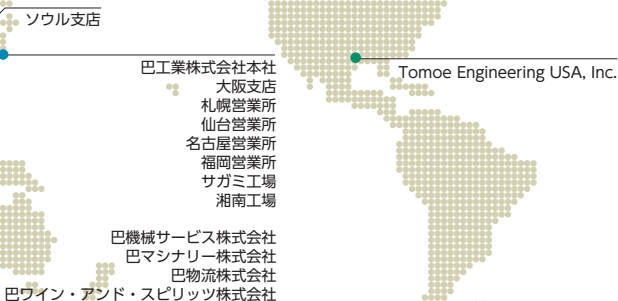 ソウル支店
巴工業株式会社本社
大阪支店
札幌営業所
仙台営業所
名古屋営業所
福岡営業所
サガミ工場
湘南工場
巴機械サービス株式会社
巴マシナリー株式会社
巴物流株式会社
巴ワイン・アンド・スピリッツ株式会社
Tomoe Engineering USA, Inc.